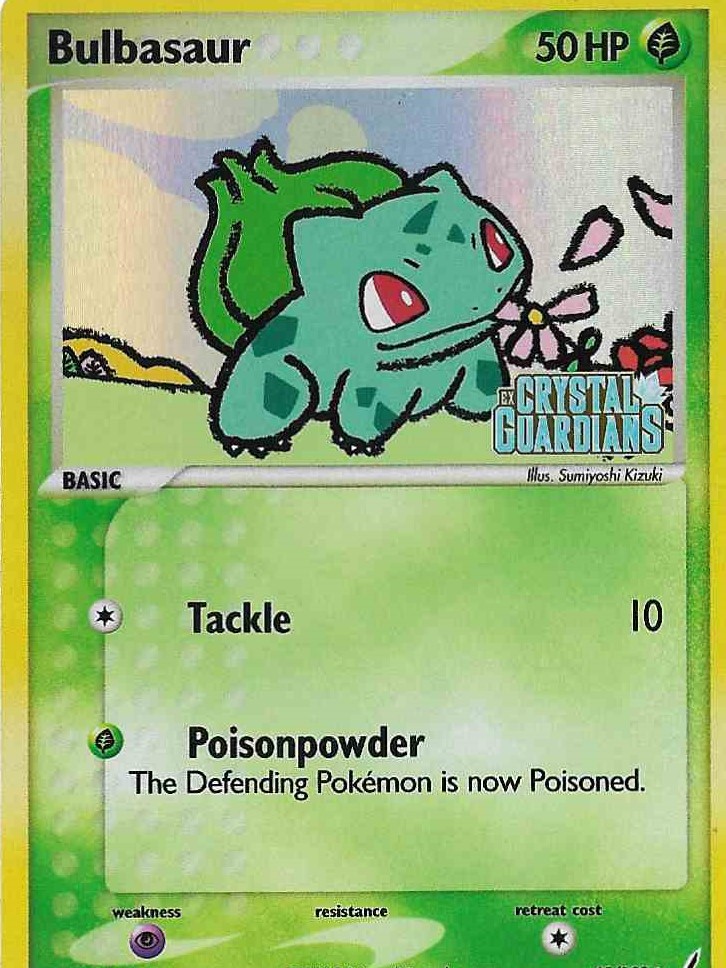 Bulbasaur
50 HP
EX CRYSTAL
GUARDIANS
BASIC
Illus. Sumiyoshi Kizuki
Tackle 10
Poisonpowder
The Defending Pokémon is now Poisoned.
weakness resistance retreat cost